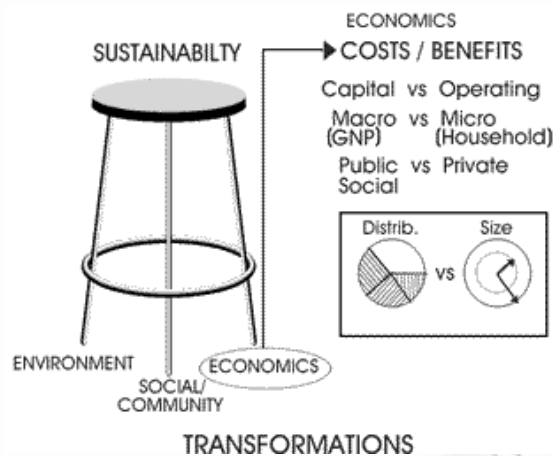 ECONOMICS
SUSTAINABILTY
COSTS / BENEFITS
Capital vs Operating
Macro vs Micro
(GNP) (Household)
Public vs Private
Social
Distrib. Size
vs
ENVIRONMENT
ECONOMICS
SOCIAL/
COMMUNITY
TRANSFORMATIONS